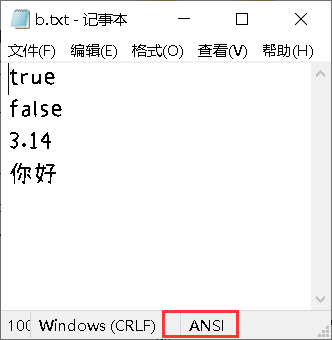 b.txt - 记事本
文件(F) 编辑(E) 格式(O) 查看(V) 帮助(H)
true
false
3.14
你好
100 Windows (CRLF) ANSI